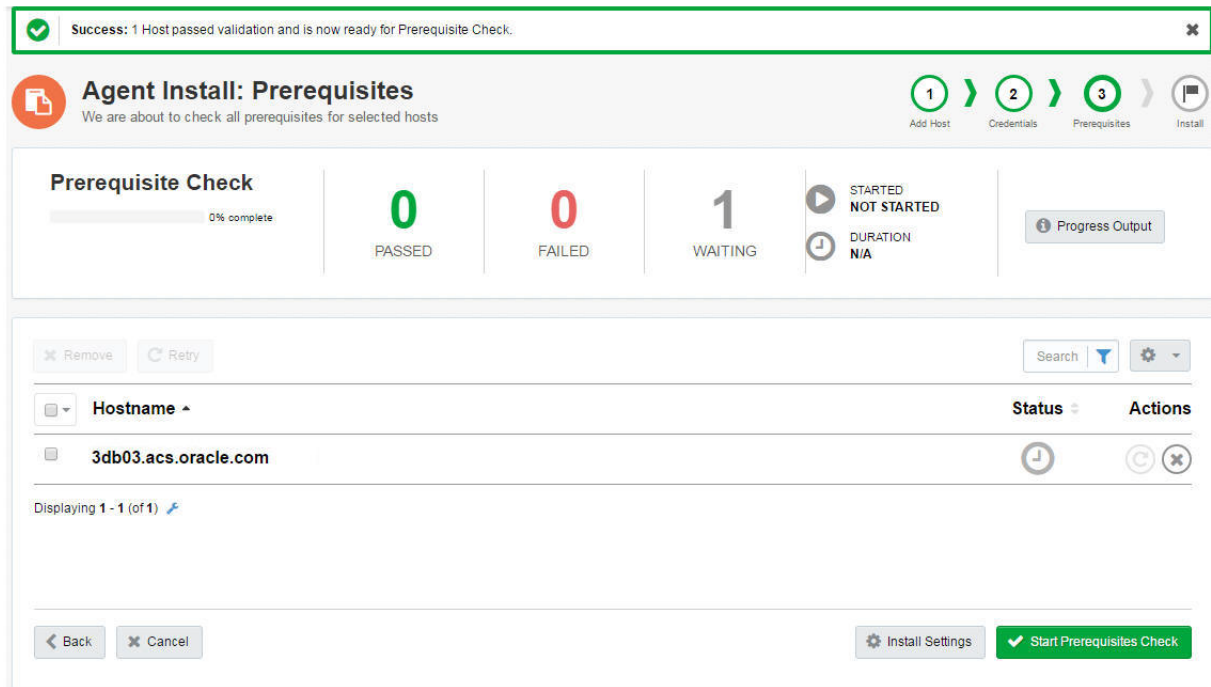 Success: 1 Host passed validation and is now ready for Prerequisite Check.
Agent Install: Prerequisites
We are about to check all prerequisites for selected hosts
1
2
3
Add Host
Credentials
Prerequisites
Install
Prerequisite Check
0% complete
0
PASSED
0
FAILED
1
WAITING
STARTED
NOT STARTED
DURATION
N/A
Progress Output
Remove
Retry
Search
Hostname
Status
Actions
3db03.acs.oracle.com
Displaying 1 - 1 (of 1)
Back
Cancel
Install Settings
Start Prerequisites Check